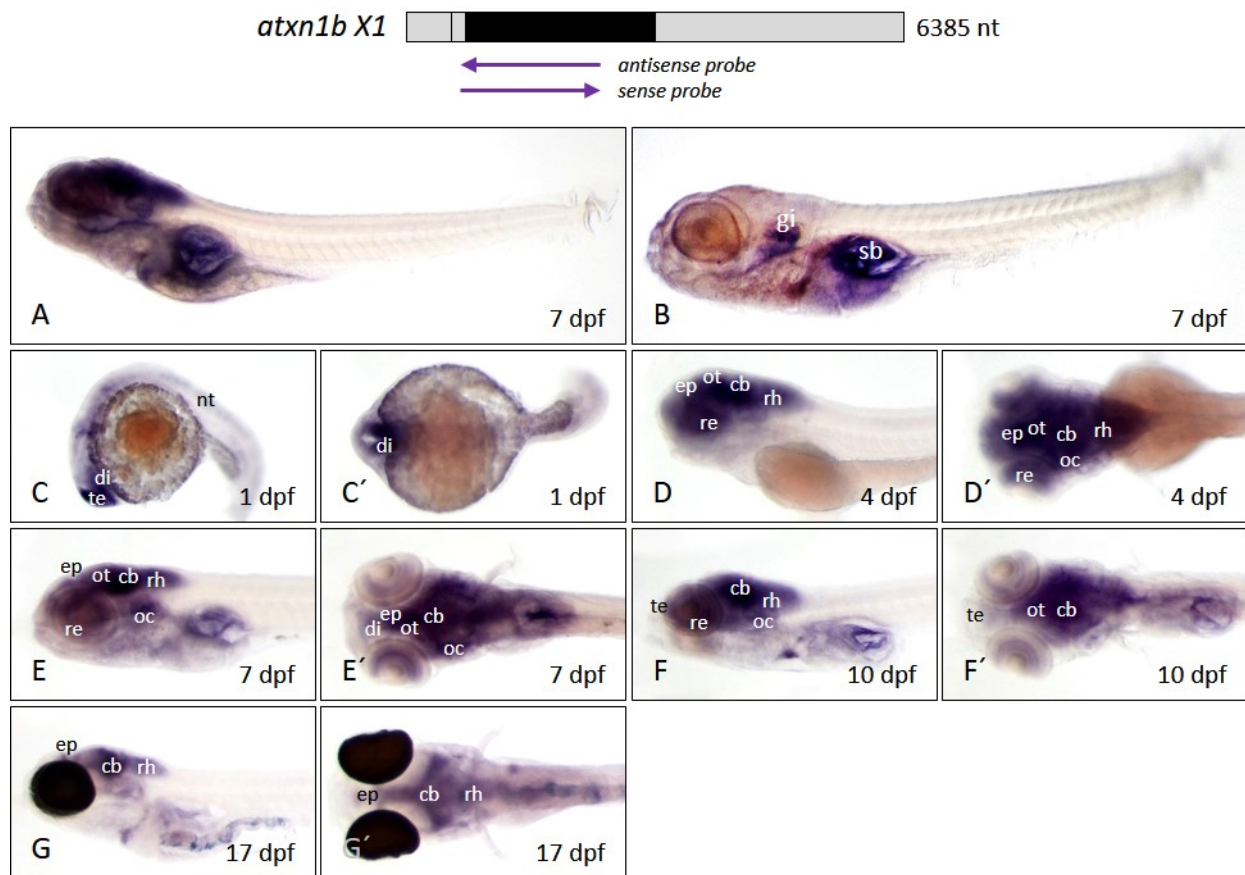 atxn1b X1 6385 nt
antisense probe
sense probe
gi
sb
A 7 dpf
B 7 dpf
nt
di
te
C 1 dpf
di
C´ 1 dpf
ep ot cb rh
re
D 4 dpf
ep ot cb rh
oc
re
D´ 4 dpf
ep ot cb rh
oc
re
E 7 dpf
ep cb
di ot
oc
E´ 7 dpf
te cb rh
re oc
F 10 dpf
te ot cb
F´ 10 dpf
ep
cb rh
G 17 dpf
ep cb rh
G´ 17 dpf